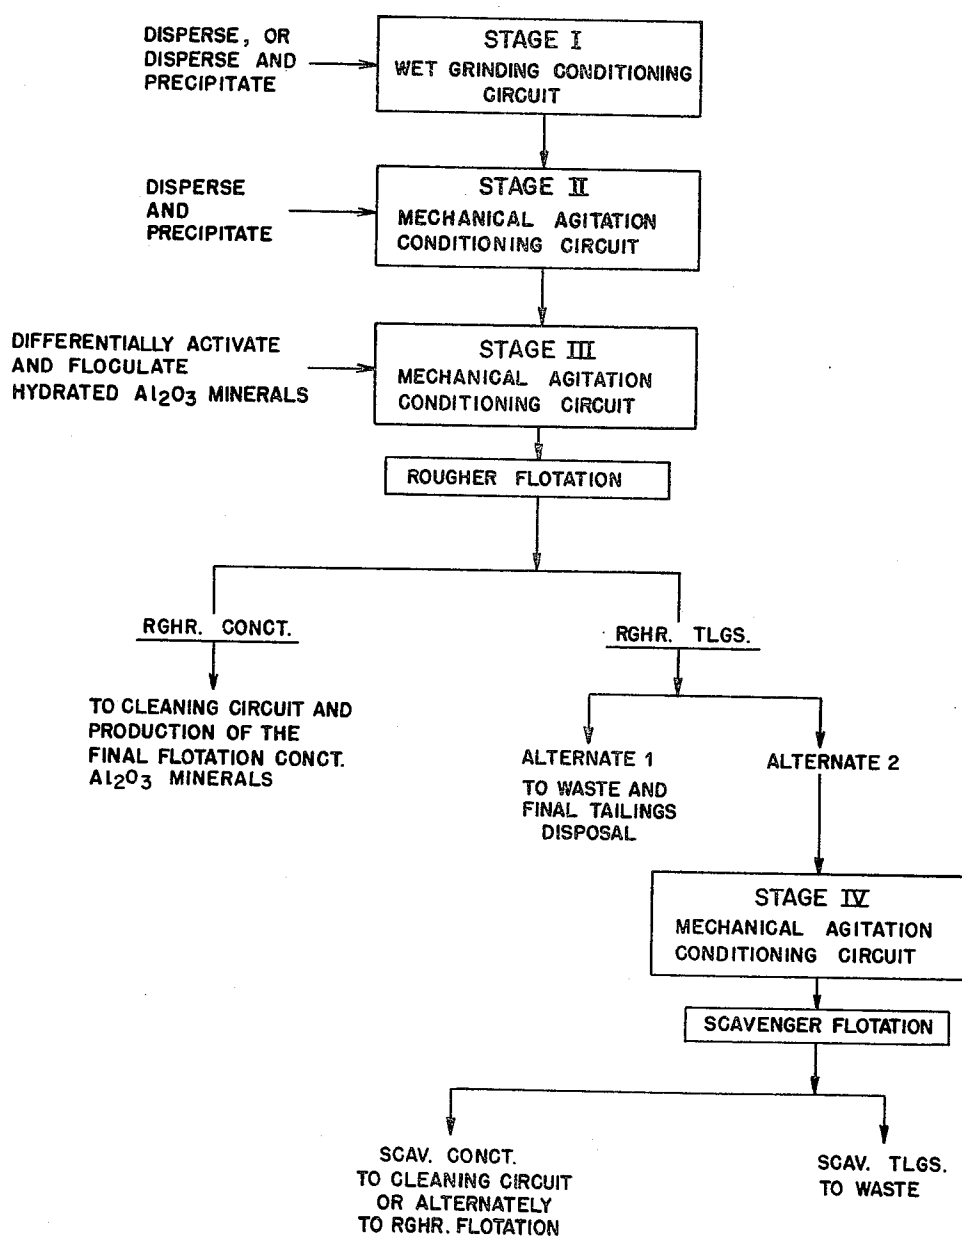 DISPERSE, OR
DISPERSE AND
PRECIPITATE
STAGE I
WET GRINDING CONDITIONING
CIRCUIT
DISPERSE
AND
PRECIPITATE
STAGE II
MECHANICAL AGITATION
CONDITIONING CIRCUIT
DIFFERENTIALLY ACTIVATE
AND FLOCULATE
HYDRATED Al2O3 MINERALS
STAGE III
MECHANICAL AGITATION
CONDITIONING CIRCUIT
ROUGHER FLOTATION
RGHR. CONCT.
RGHR. TLGS.
TO CLEANING CIRCUIT AND
PRODUCTION OF THE
FINAL FLOTATION CONCT.
Al2O3 MINERALS
ALTERNATE 1
TO WASTE AND
FINAL TAILINGS
DISPOSAL
ALTERNATE 2
STAGE IV
MECHANICAL AGITATION
CONDITIONING CIRCUIT
SCAVENGER FLOTATION
SCAV. CONCT.
TO CLEANING CIRCUIT
OR ALTERNATELY
TO RGHR. FLOTATION
SCAV. TLGS.
TO WASTE